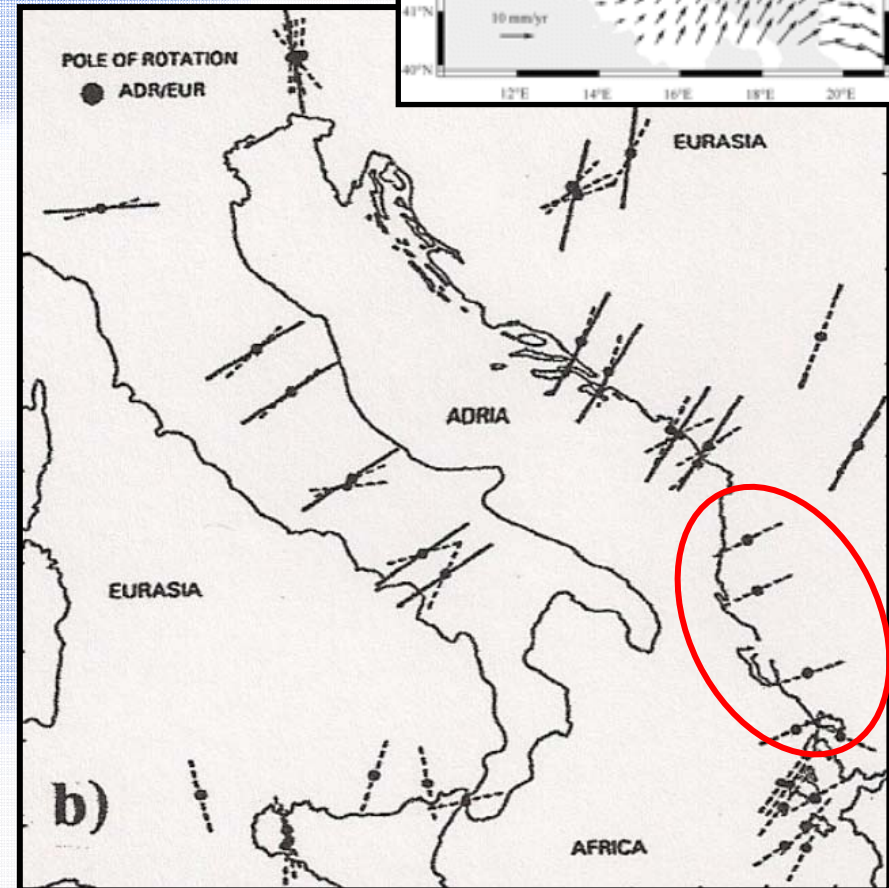 41°N
10 mm/yr
40°N
12°E 14°E 16°E 18°E 20°E
POLE OF ROTATION
ADR/EUR
EURASIA
ADRIA
EURASIA
b)
AFRICA